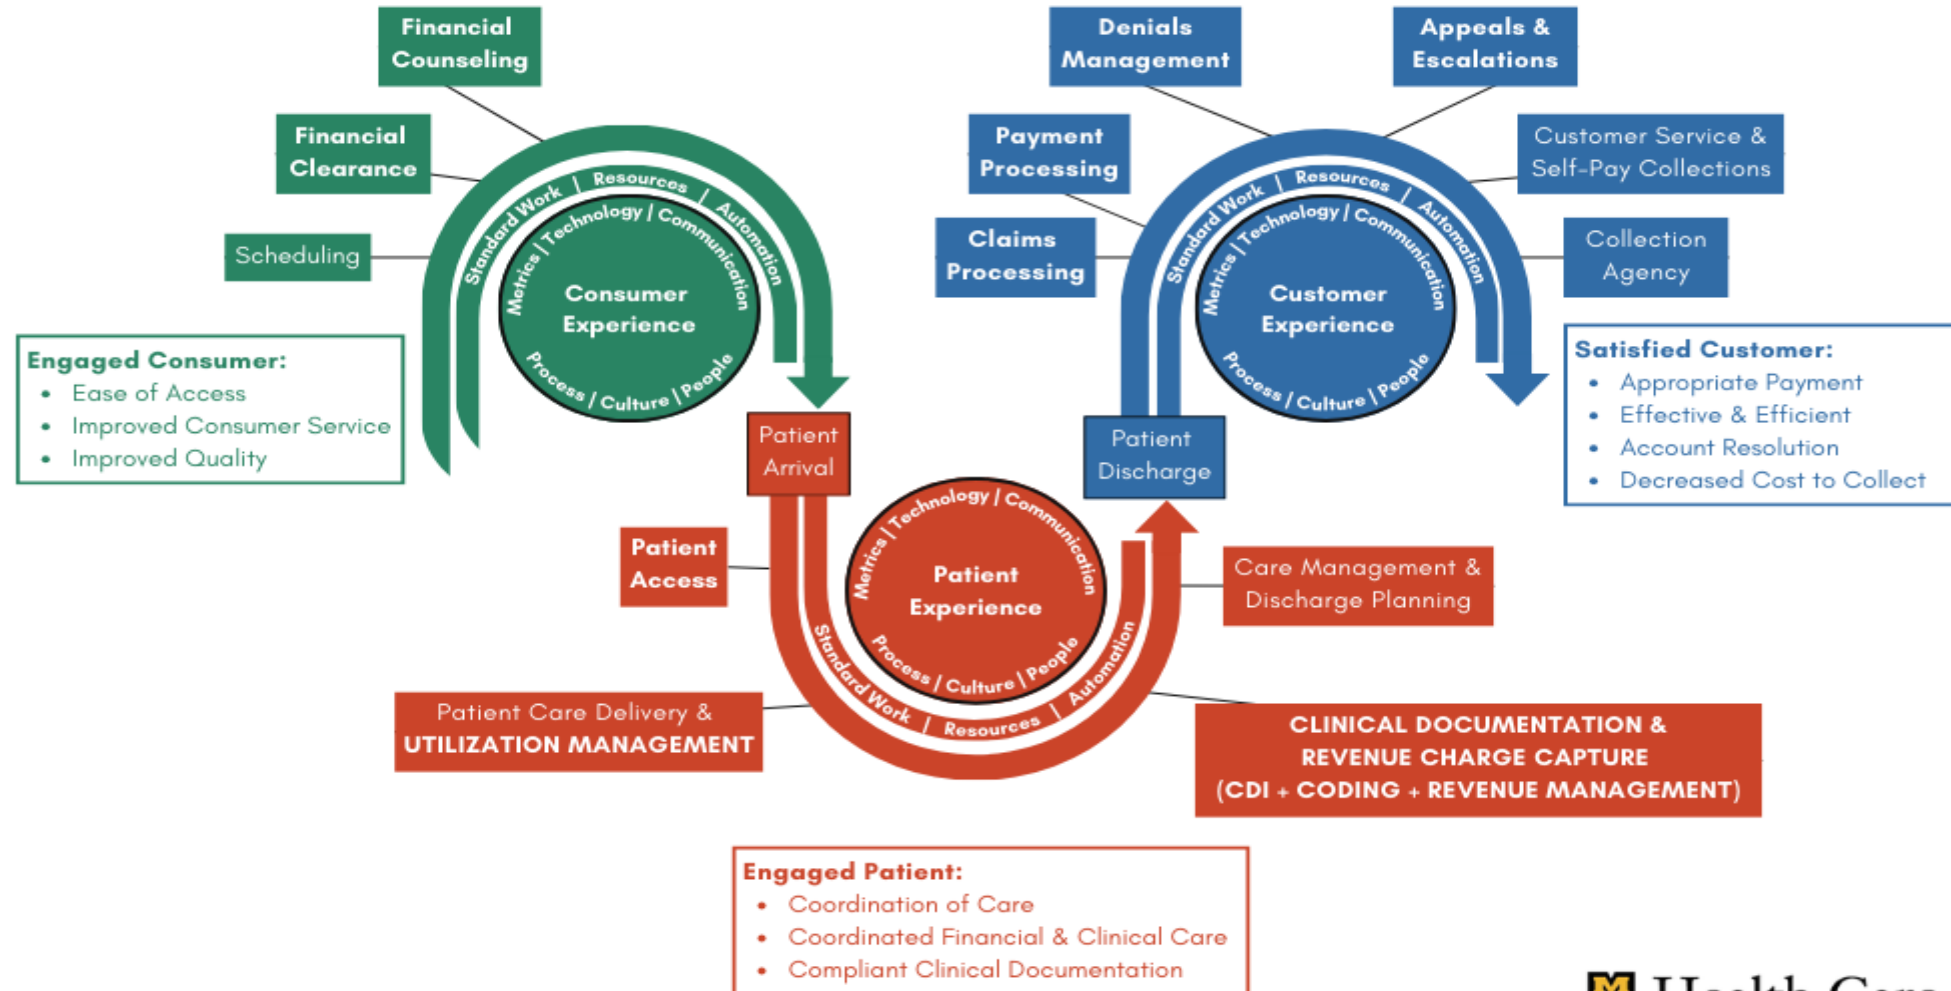 Financial
Counseling
Financial
Clearance
Scheduling
Standard Work | Resources | Automation
Metrics | Technology | Communication
Consumer
Experience
Process | Culture | People
Engaged Consumer:
• Ease of Access
• Improved Consumer Service
• Improved Quality
Patient
Arrival
Patient
Access
Patient Care Delivery &
UTILIZATION MANAGEMENT
Metrics | Technology | Communication
Patient
Experience
Process | Culture | People
Standard Work | Resources | Automation
CLINICAL DOCUMENTATION &
REVENUE CHARGE CAPTURE
(CDI + CODING + REVENUE MANAGEMENT)
Care Management &
Discharge Planning
Engaged Patient:
• Coordination of Care
• Coordinated Financial & Clinical Care
• Compliant Clinical Documentation
Patient
Discharge
Claims
Processing
Payment
Processing
Denials
Management
Appeals &
Escalations
Customer Service &
Self-Pay Collections
Collection
Agency
Standard Work | Resources | Automation
Metrics | Technology | Communication
Customer
Experience
Process | Culture | People
Satisfied Customer:
• Appropriate Payment
• Effective & Efficient
• Account Resolution
• Decreased Cost to Collect
M Health Care